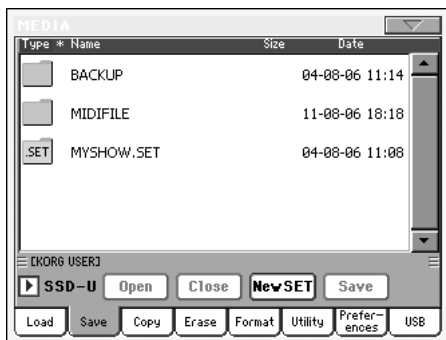 MEDIA
Type * Name Size Date
BACKUP 04-08-06 11:14
MIDIFILE 11-08-06 18:18
.SET MYSHOW.SET 04-08-06 11:08
[KORG USER]
SSD-U Open Close New SET Save
Load Save Copy Erase Format Utility Prefer-
ences USB